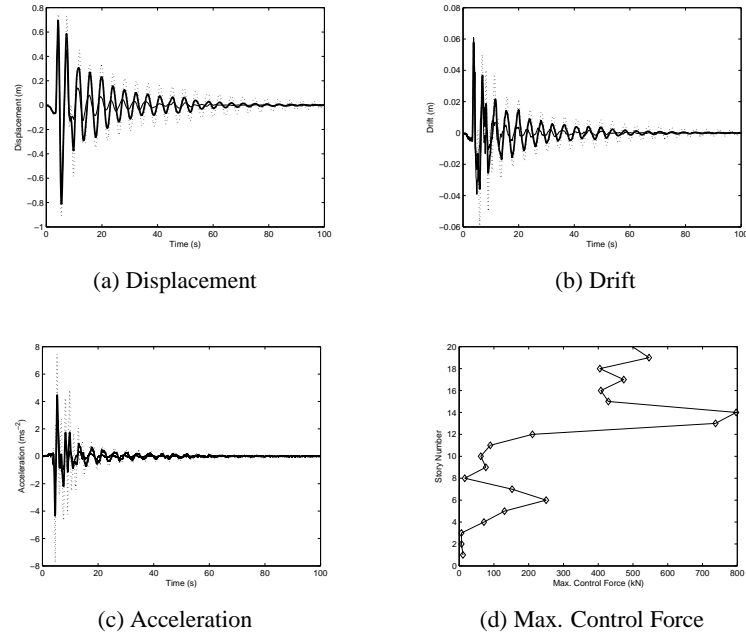 0.8
0.6
0.4
0.2
0
−0.2
−0.4
−0.6
−0.8
−1
0 20 40 60 80 100
Displacement (m)
Time (s)
(a) Displacement
0.08
0.06
0.04
0.02
0
−0.02
−0.04
−0.06
0 20 40 60 80 100
Drift (m)
Time (s)
(b) Drift
8
6
4
2
0
−2
−4
−6
−8
0 20 40 60 80 100
Acceleration (ms−2)
Time (s)
(c) Acceleration
20
18
16
14
12
10
8
6
4
2
0
0 100 200 300 400 500 600 700 800
Story Number
Max. Control Force (kN)
(d) Max. Control Force